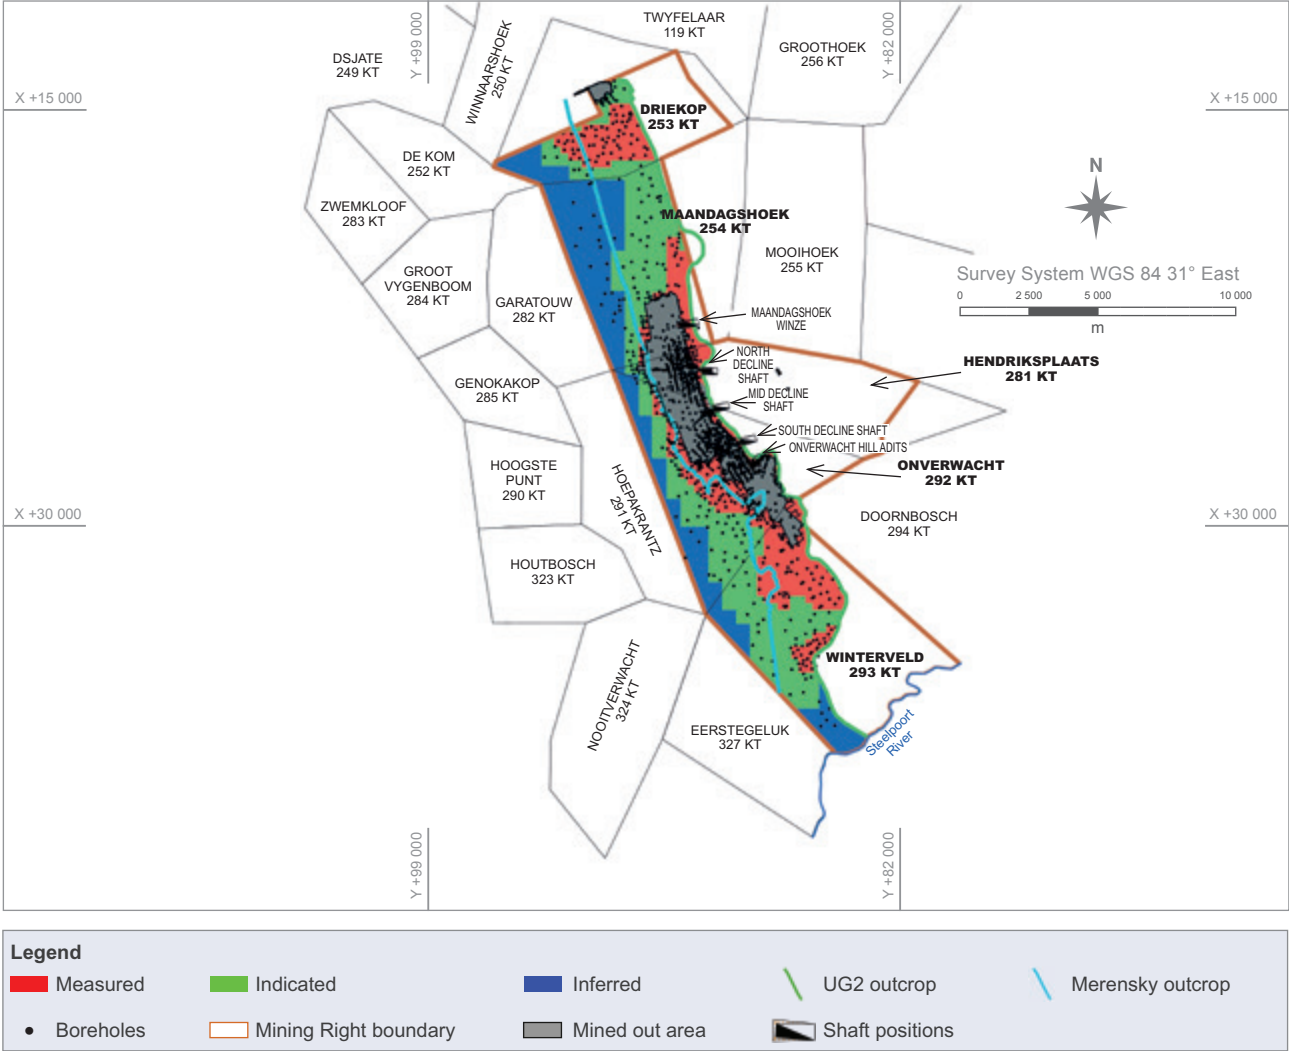 TWYFELAAR
119 KT
GROOTHOEK
256 KT
Y +99 000
Y +82 000
WINNAARSHOEK
250 KT
DSJATE
249 KT
X +15 000
X +15 000
DRIEKOP
253 KT
DE KOM
252 KT
N
ZWEMKLOOF
283 KT
MAANDAGSHOEK
254 KT
MOOIHOEK
255 KT
GROOT
VYGENBOOM
284 KT
Survey System WGS 84 31° East
0 2 500 5 000 10 000
m
GARATOUW
282 KT
MAANDAGSHOEK
WINZE
NORTH
DECLINE
SHAFT
HENDRIKSPLAATS
281 KT
GENOKAKOP
285 KT
MID DECLINE
SHAFT
SOUTH DECLINE SHAFT
ONVERWACHT HILL ADITS
HOOGSTE
PUNT
290 KT
HOEPAKRANTZ
291 KT
ONVERWACHT
292 KT
X +30 000
DOORNBOSCH
294 KT
X +30 000
HOUTBOSCH
323 KT
NOOITVERWACHT
324 KT
WINTERVELD
293 KT
EERSTEGELUK
327 KT
Steelpoort
River
Y +99 000
Y +82 000
Legend
Measured Indicated Inferred UG2 outcrop Merensky outcrop
Boreholes Mining Right boundary Mined out area Shaft positions